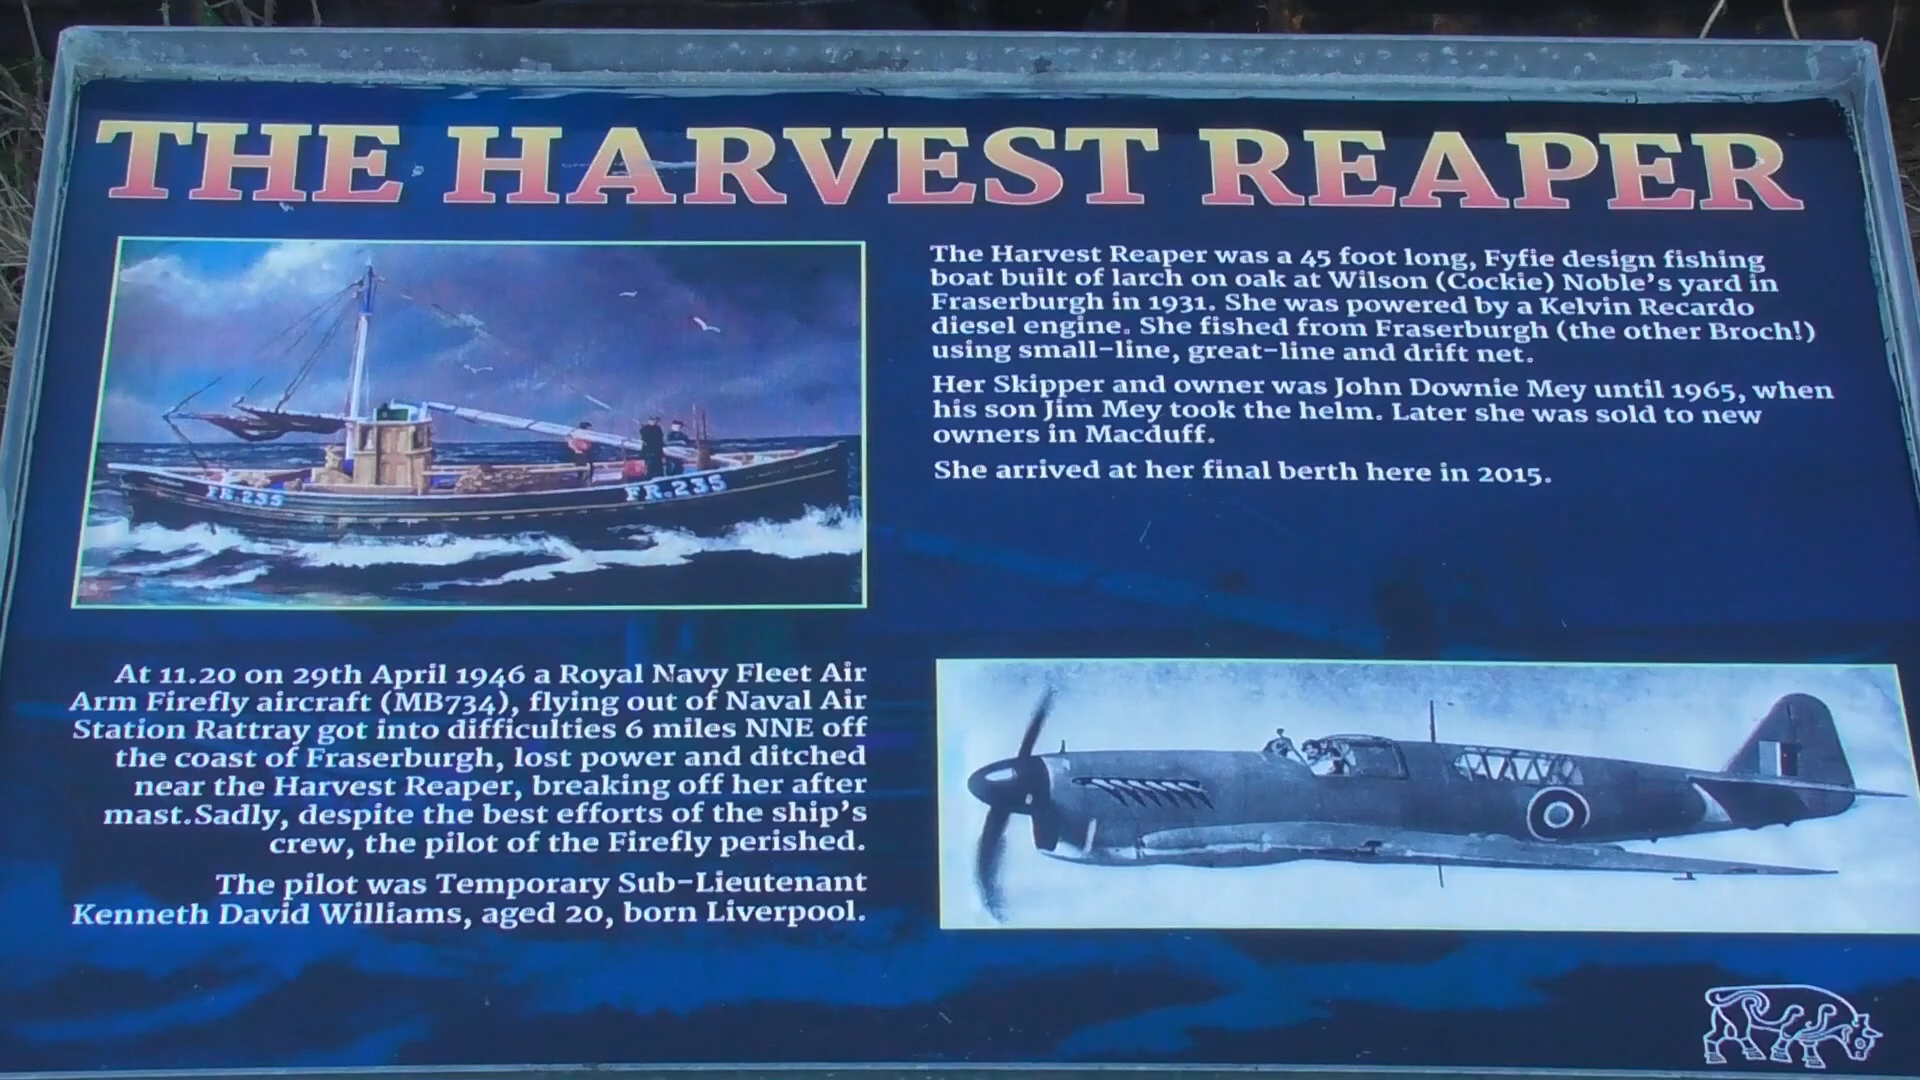 THE HARVEST REAPER
FR.235
FR.235
The Harvest Reaper was a 45 foot long, Fyfie design fishing
boat built of larch on oak at Wilson (Cockie) Noble's yard in
Fraserburgh in 1931. She was powered by a Kelvin Recardo
diesel engine. She fished from Fraserburgh (the other Broch!)
using small-line, great-line and drift net.
Her Skipper and owner was John Downie Mey until 1965, when
his son Jim Mey took the helm. Later she was sold to new
owners in Macduff.
She arrived at her final berth here in 2015.
At 11.20 on 29th April 1946 a Royal Navy Fleet Air
Arm Firefly aircraft (MB734), flying out of Naval Air
Station Rattray got into difficulties 6 miles NNE off
the coast of Fraserburgh, lost power and ditched
near the Harvest Reaper, breaking off her after
mast.Sadly, despite the best efforts of the ship's
crew, the pilot of the Firefly perished.
The pilot was Temporary Sub-Lieutenant
Kenneth David Williams, aged 20, born Liverpool.